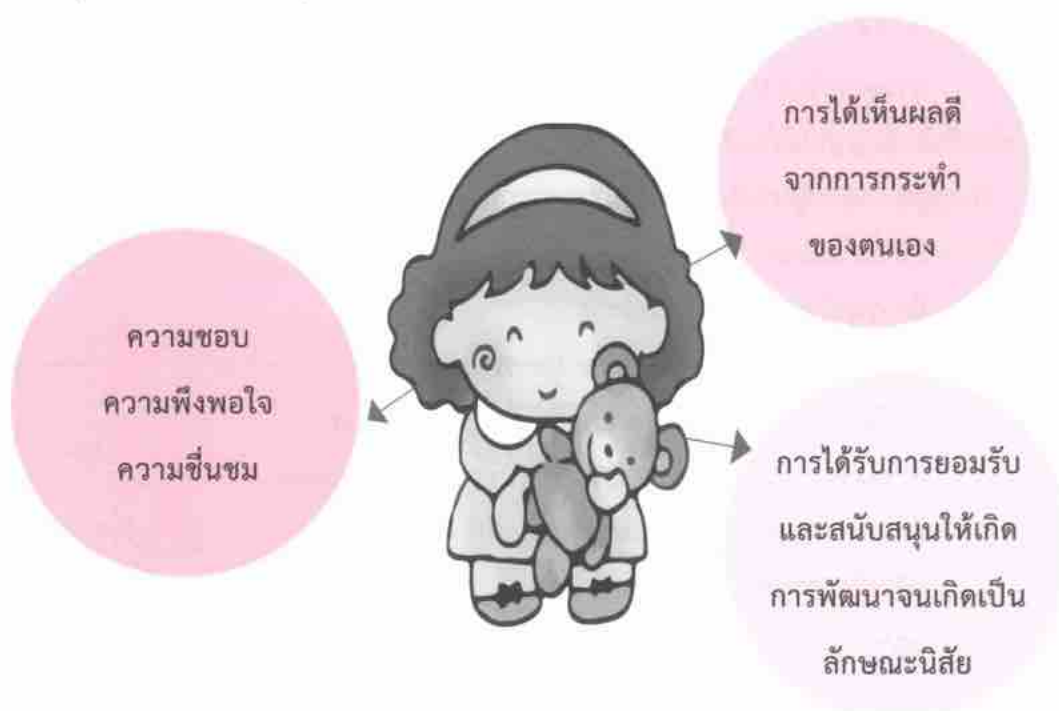 การได้เห็นผลดี
จากการกระทำ
ของตนเอง
ความชอบ
ความพึงพอใจ
ความชื่นชม
การได้รับการยอมรับ
และสนับสนุนให้เกิด
การพัฒนาจนเกิดเป็น
ลักษณะนิสัย